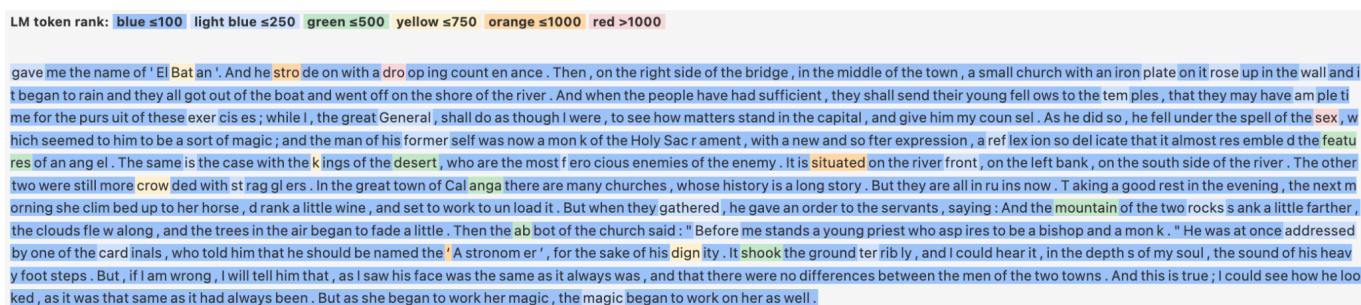 LM token rank: blue ≤100 light blue ≤250 green ≤500 yellow ≤750 orange ≤1000 red >1000
gave me the name of ' El Bat an '. And he stro de on with a dro op ing count en ance . Then , on the right side of the bridge , in the middle of the town , a small church with an iron plate on it rose up in the wall and i
t began to rain and they all got out of the boat and went off on the shore of the river . And when the people have had sufficient , they shall send their young fell ows to the tem ples , that they may have am ple ti
me for the purs uit of these exer cis es ; while I , the great General , shall do as though I were , to see how matters stand in the capital , and give him my coun sel . As he did so , he fell under the spell of the sex , w
hich seemed to him to be a sort of magic ; and the man of his former self was now a mon k of the Holy Sac r ament , with a new and so fter expression , a ref lex ion so del icate that it almost res emble d the featu
res of an ang el . The same is the case with the k ings of the desert , who are the most f ero cious enemies of the enemy . It is situated on the river front , on the left bank , on the south side of the river . The other
two were still more crow ded with st rag gl ers . In the great town of Cal anga there are many churches , whose history is a long story . But they are all in ru ins now . T aking a good rest in the evening , the next m
orning she clim bed up to her horse , d rank a little wine , and set to work to un load it . But when they gathered , he gave an order to the servants , saying : And the mountain of the two rocks s ank a little farther ,
the clouds fle w along , and the trees in the air began to fade a little . Then the ab bot of the church said : " Before me stands a young priest who asp ires to be a bishop and a mon k . " He was at once addressed
by one of the card inals , who told him that he should be named the ‘ A stronom er ’ , for the sake of his dign ity . It shook the ground ter rib ly , and I could hear it , in the depth s of my soul , the sound of his heav
y foot steps . But , if I am wrong , I will tell him that , as I saw his face was the same as it always was , and that there were no differences between the men of the two towns . And this is true ; I could see how he loo
ked , as it was that same as it had always been . But as she began to work her magic , the magic began to work on her as well .